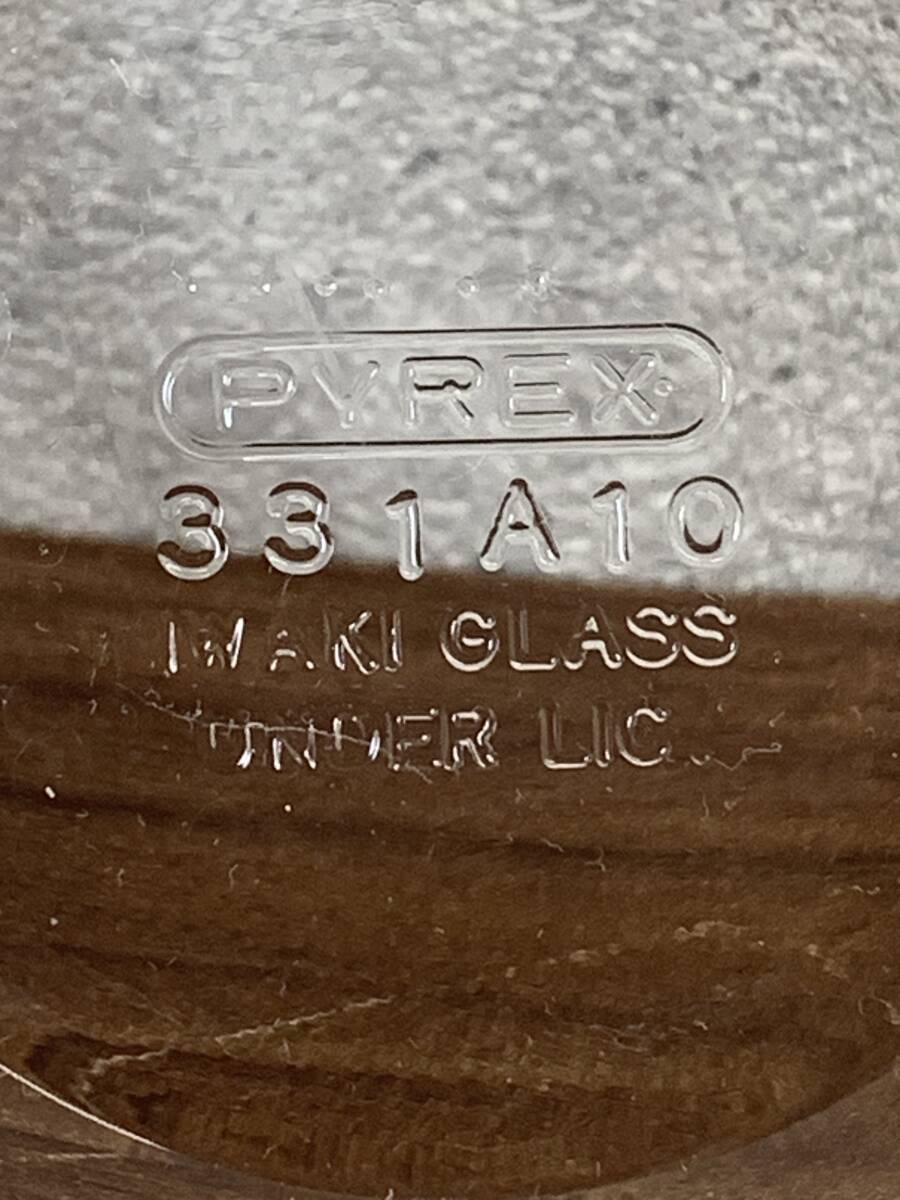 PYREX
331A10
IWAKI GLASS
UNDER LIC.